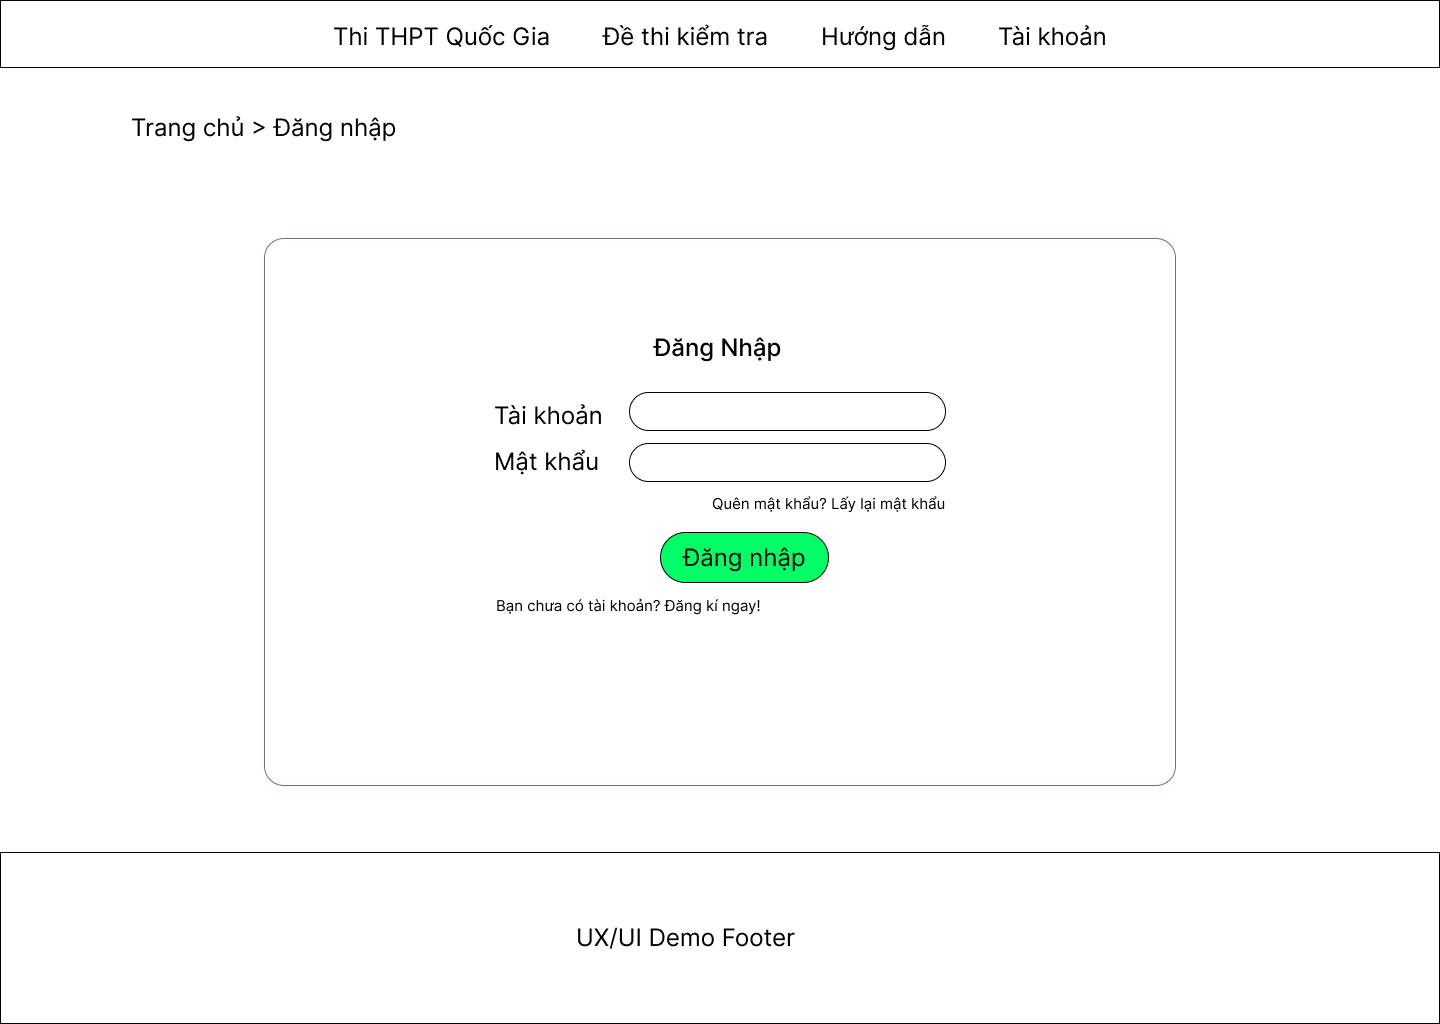 Thi THPT Quốc Gia Đề thi kiểm tra Hướng dẫn Tài khoản
Trang chủ > Đăng nhập
Đăng Nhập
Tài khoản
Mật khẩu
Quên mật khẩu? Lấy lại mật khẩu
Đăng nhập
Bạn chưa có tài khoản? Đăng kí ngay!
UX/UI Demo Footer